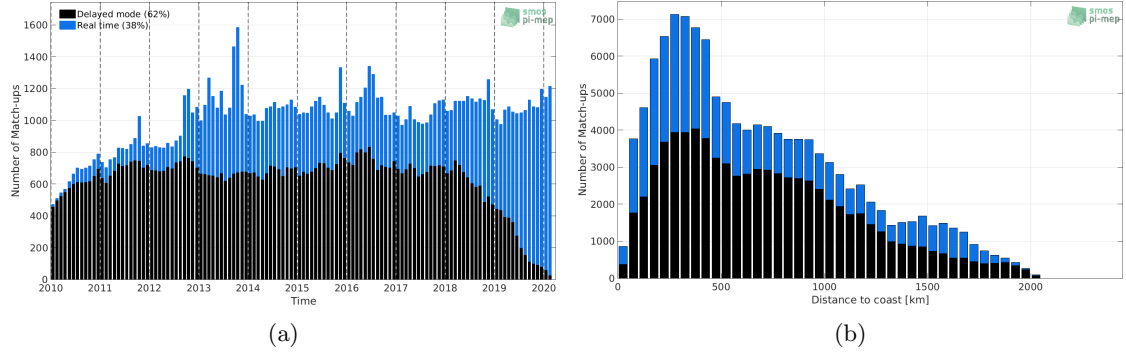 Delayed mode (62%)
Real time (38%)
smos
pi-mep
Number of Match-ups
1600
1400
1200
1000
800
600
400
200
0
2010 2011 2012 2013 2014 2015 2016 2017 2018 2019 2020
Time
(a)
smos
pi-mep
Number of Match-ups
7000
6000
5000
4000
3000
2000
1000
0
0 500 1000 1500 2000
Distance to coast [km]
(b)